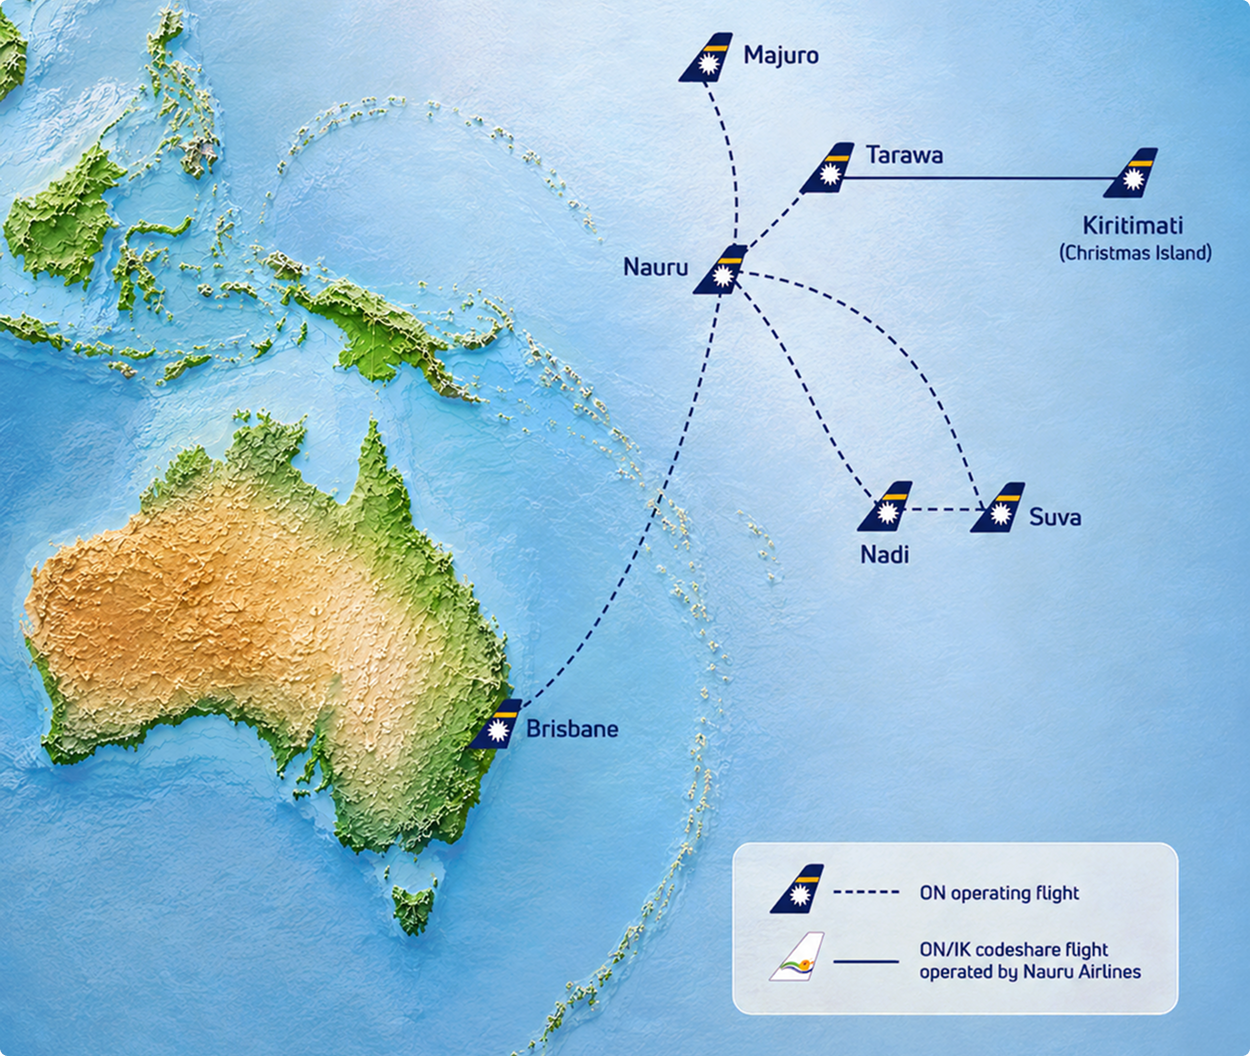 Majuro
Tarawa
Kiritimati
(Christmas Island)
Nauru
Nadi
Suva
Brisbane
ON operating flight
ON/IK codeshare flight
operated by Nauru Airlines